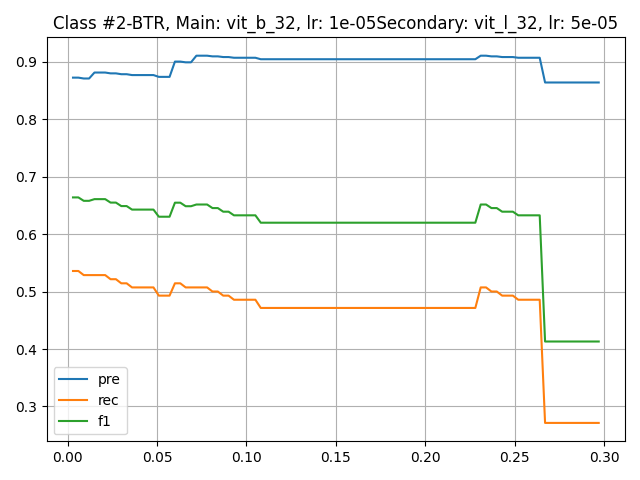 Class #2-BTR, Main: vit_b_32, lr: 1e-05Secondary: vit_l_32, lr: 5e-05
0.9
0.8
0.7
0.6
0.5
0.4
0.3
pre
rec
f1
0.00 0.05 0.10 0.15 0.20 0.25 0.30